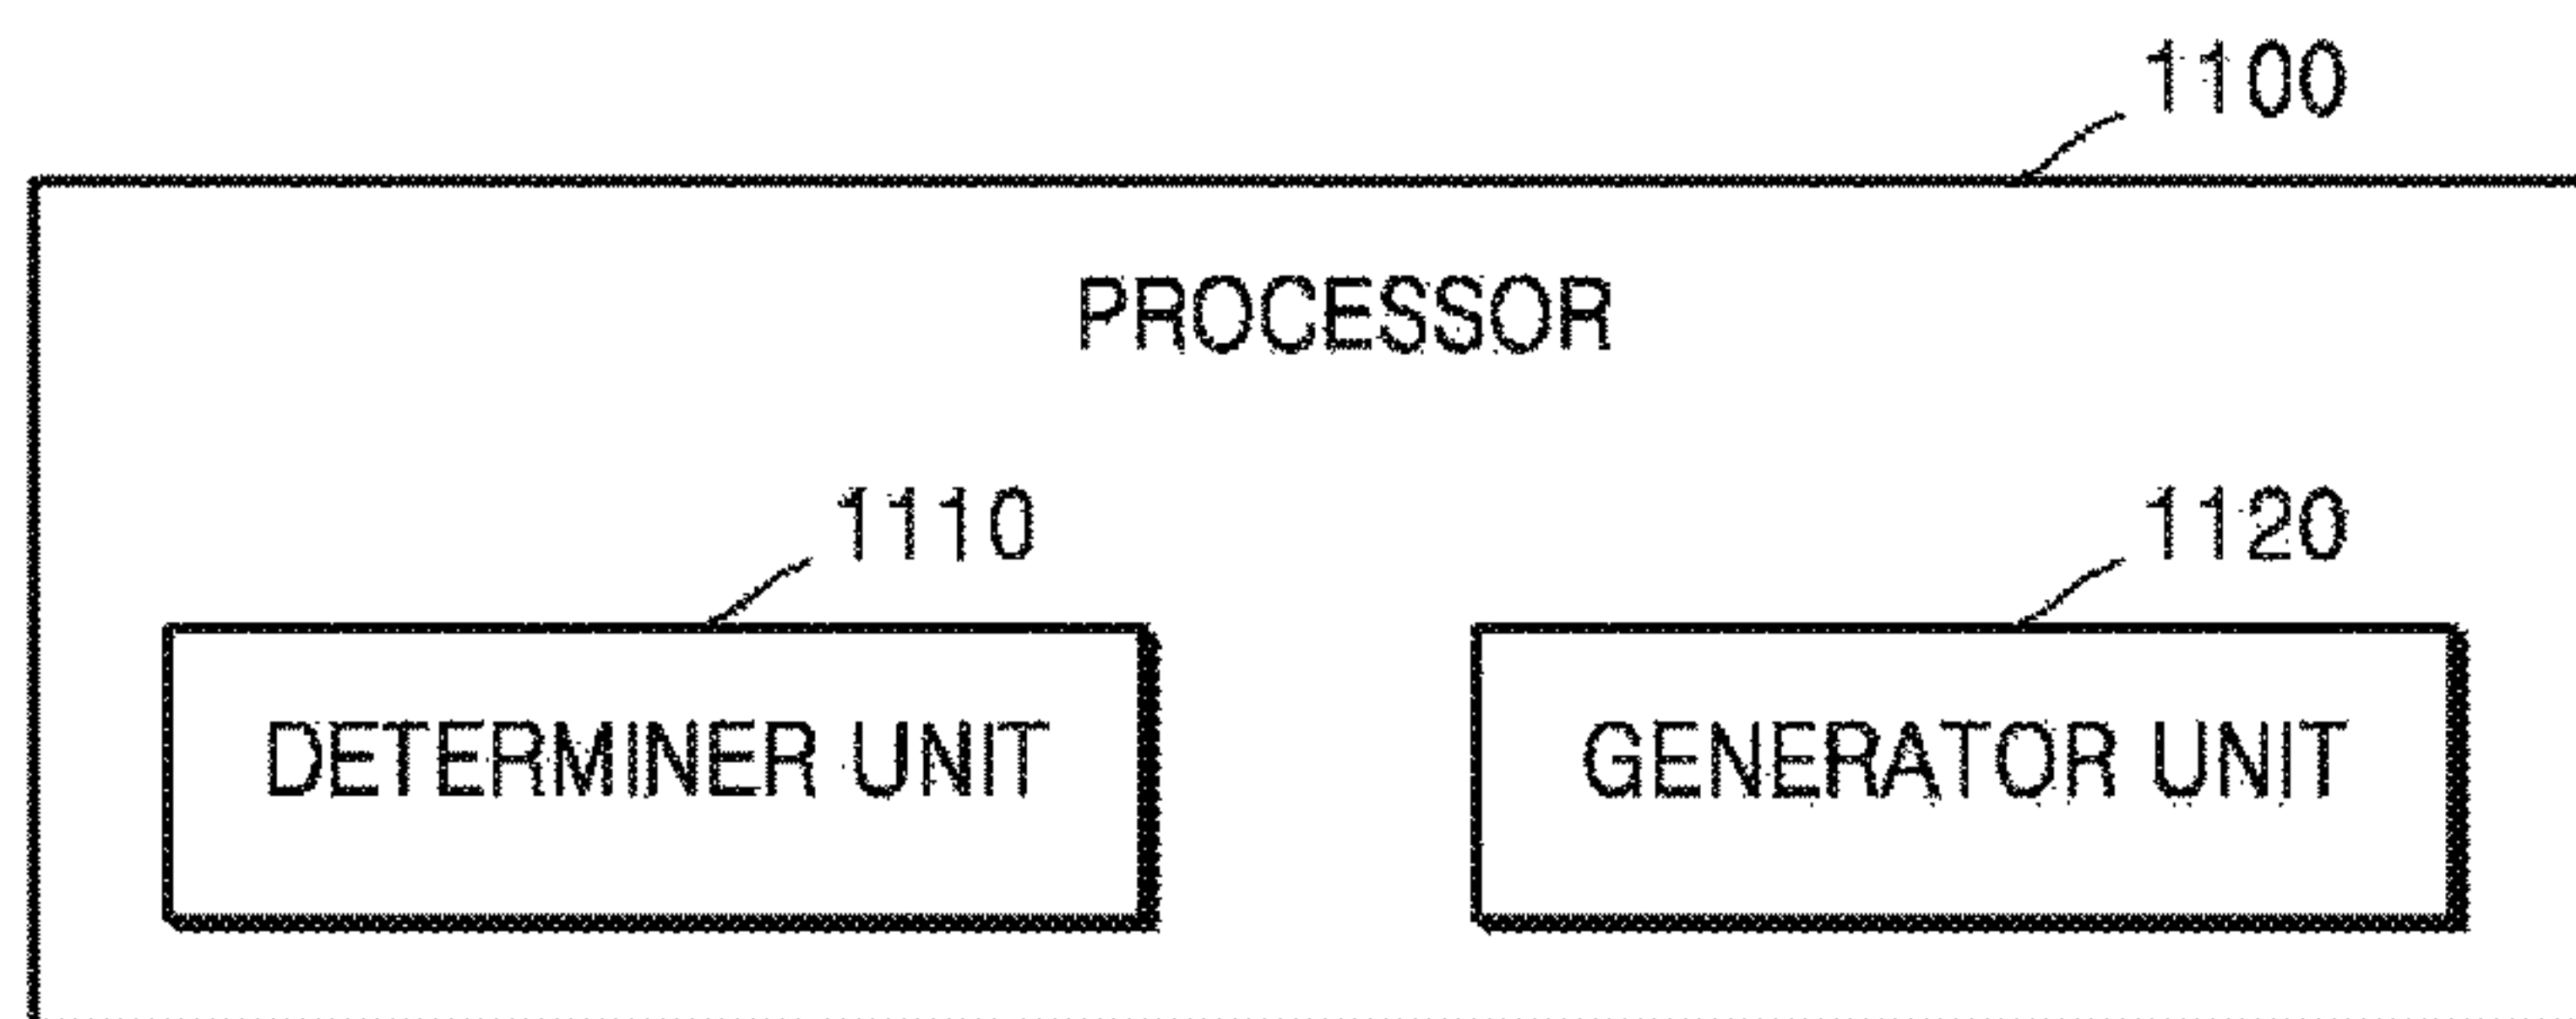 1100
PROCESSOR
1110
1120
DETERMINER UNIT
GENERATOR UNIT